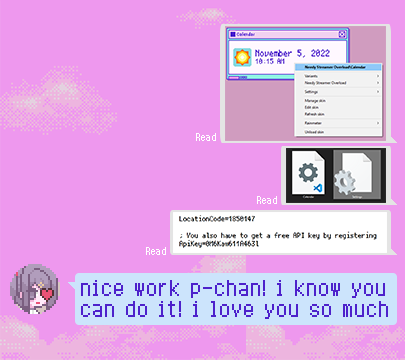 Calendar
November 5, 2022
10:15 AM
Needy Streamer Overload\Calendar
Variants
Needy Streamer Overload
Settings
Manage skin
Edit skin
Refresh skin
Rainmeter
Unload skin
Read
Calendar
Settings
Read
LocationCode=1850147
; You also have to get a free API key by registering
Read
nice work p-chan! i know you
can do it! i love you so much